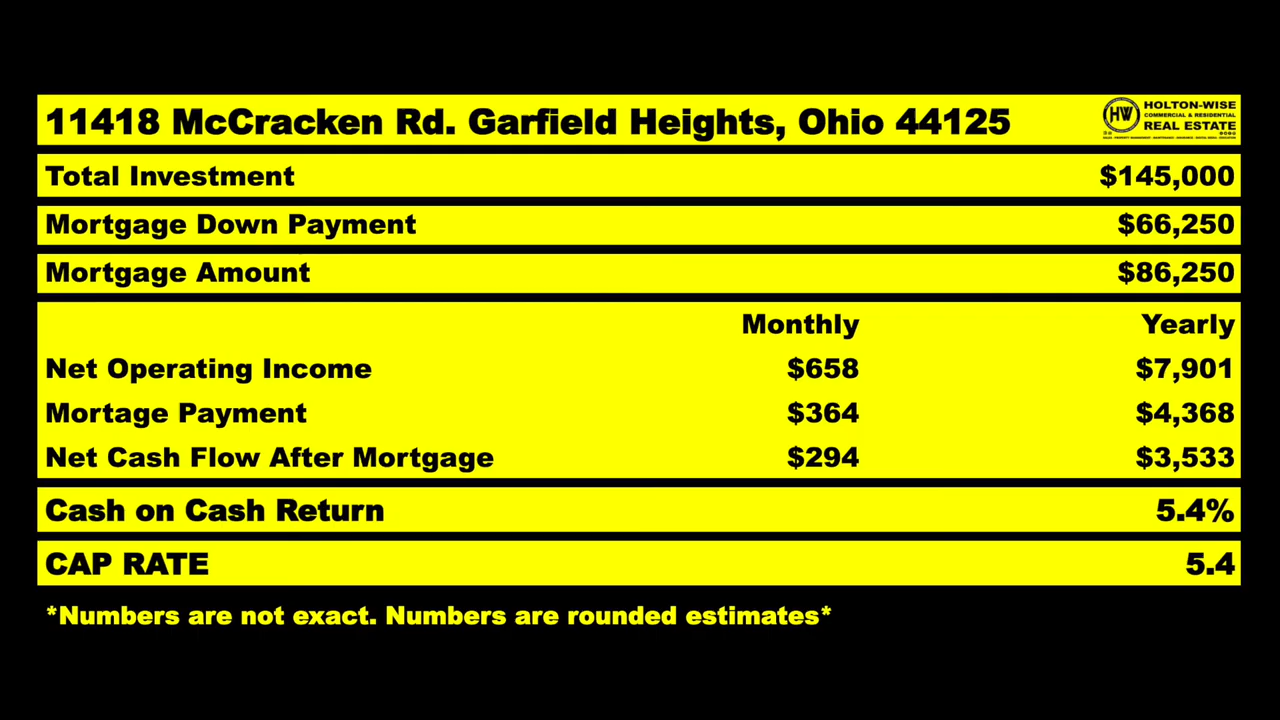 11418 McCracken Rd. Garfield Heights, Ohio 44125
HW
HOLTON-WISE
COMMERCIAL & RESIDENTIAL
REAL ESTATE
Total Investment $145,000
Mortgage Down Payment $66,250
Mortgage Amount $86,250
Monthly Yearly
Net Operating Income $658 $7,901
Mortage Payment $364 $4,368
Net Cash Flow After Mortgage $294 $3,533
Cash on Cash Return 5.4%
CAP RATE 5.4
*Numbers are not exact. Numbers are rounded estimates*